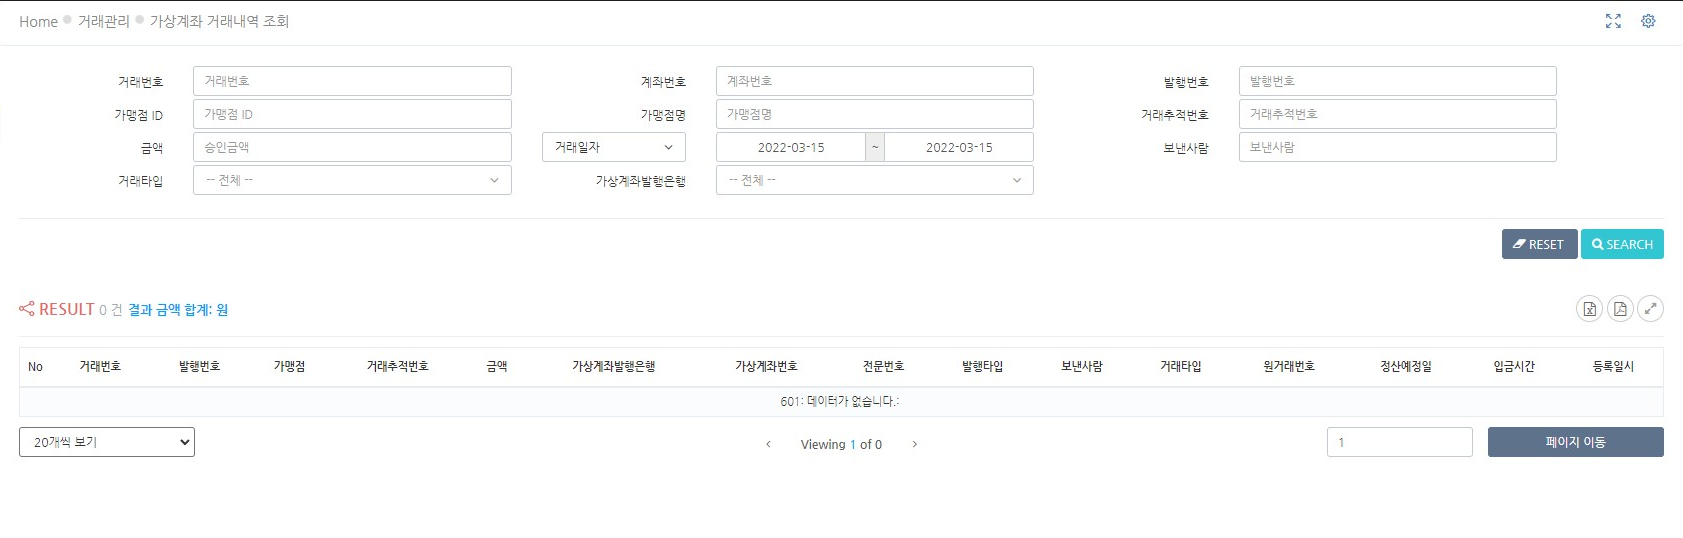 Home 거래관리 가상계좌 거래내역 조회
거래번호 거래번호 계좌번호 계좌번호 발행번호 발행번호
가맹점 ID 가맹점 ID 가맹점명 가맹점명 거래추적번호 거래추적번호
금액 승인금액 거래일자 2022-03-15 ~ 2022-03-15 보낸사람 보낸사람
거래타입 -- 전체 -- 가상계좌발행은행 -- 전체 --
RESET SEARCH
RESULT 0 건 결과 금액 합계: 원
No 거래번호 발행번호 가맹점 거래추적번호 금액 가상계좌발행은행 가상계좌번호 전문번호 발행타입 보낸사람 거래타입 원거래번호 정산예정일 입금시간 등록일시
601: 데이터가 없습니다.:
20개씩 보기 ‹ Viewing 1 of 0 › 1 페이지 이동